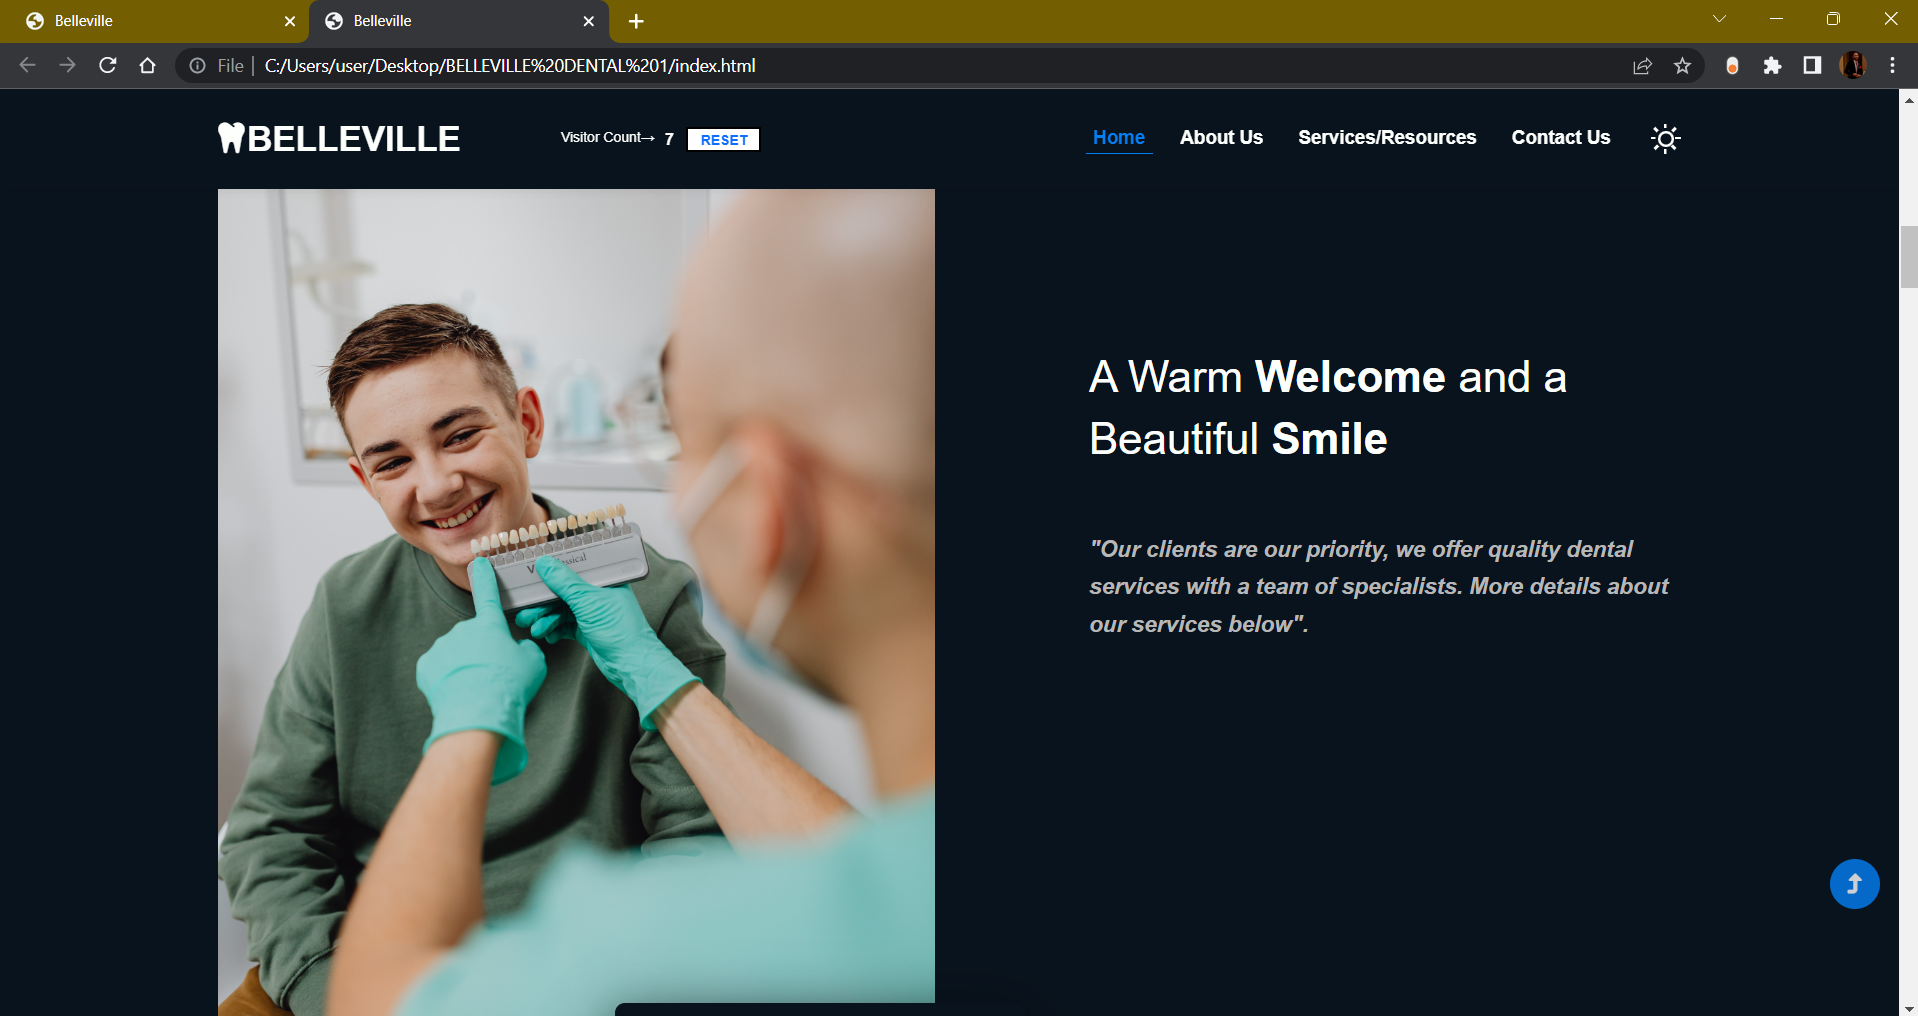 Belleville
Belleville
File
C:/Users/user/Desktop/BELLEVILLE%20DENTAL%201/index.html
BELLEVILLE
Visitor Count→ 7 RESET
Home About Us Services/Resources Contact Us
A Warm Welcome and a
Beautiful Smile
"Our clients are our priority, we offer quality dental
services with a team of specialists. More details about
our services below".